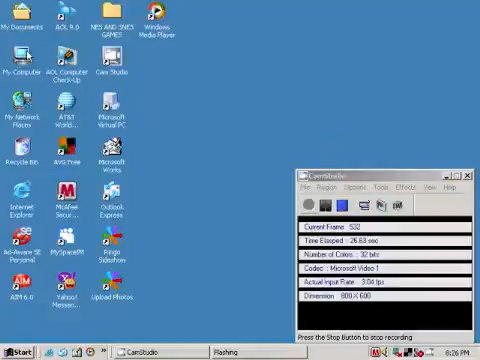 My Documents
AOL 9.0
NES AND SNES
GAMES!
Windows
Media Player
My Computer
AOL Computer
Check-Up
Cam Studio
My Network
Places
AT&T
World...
Microsoft
Virtual PC
Recycle Bin
AVG Free
Microsoft
Works
Internet
Explorer
McAfee
Secur...
Outlook
Express
Ad-Aware SE
Personal
MySpaceIM
Ringo
Slideshow
AIM 6.0
Yahoo!
Messen...
Upload Photos
CamStudio
File Region Options Tools Effects View Help
Current Frame : 532
Time Elapsed : 26.63 sec
Number of Colors : 32 bits
Codec : Microsoft Video 1
Actual Input Rate : 3.04 fps
Dimension : 800 X 600
Press the Stop Button to stop recording
Start
CamStudio
Flashing
8:26 PM